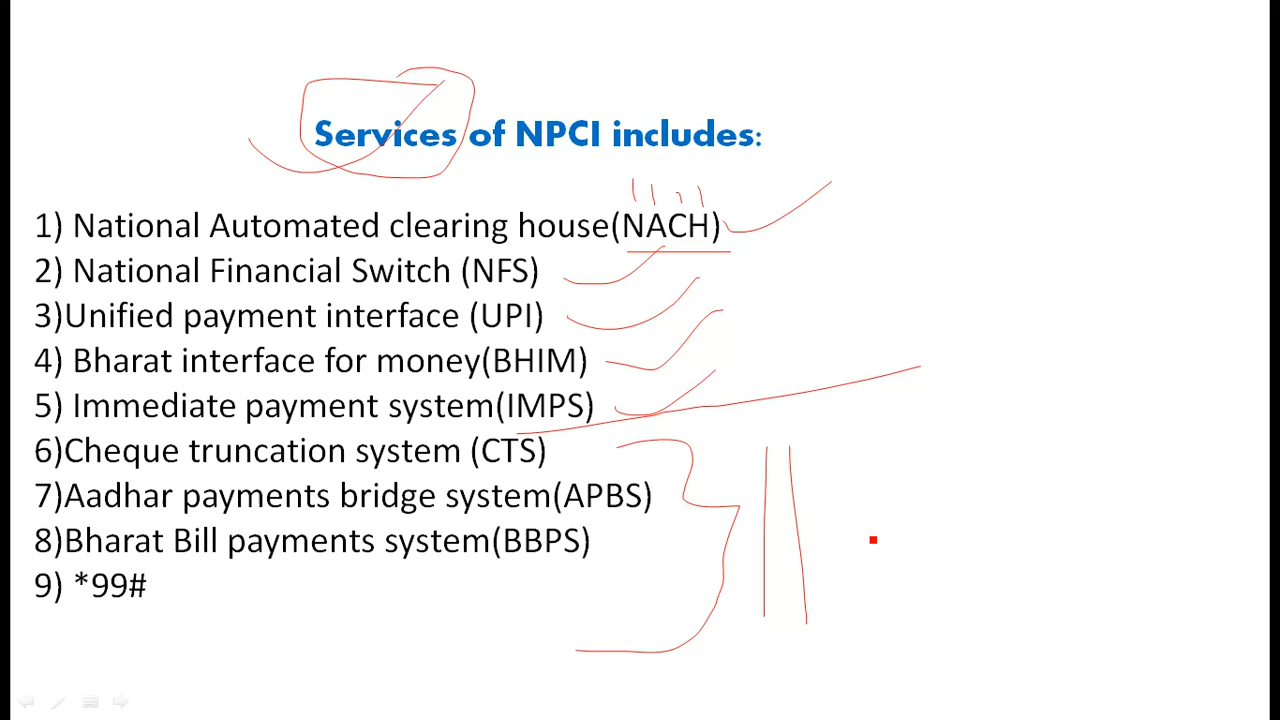 Services of NPCI includes:
1) National Automated clearing house(NACH)
2) National Financial Switch (NFS)
3)Unified payment interface (UPI)
4) Bharat interface for money(BHIM)
5) Immediate payment system(IMPS)
6)Cheque truncation system (CTS)
7)Aadhar payments bridge system(APBS)
8)Bharat Bill payments system(BBPS)
9) *99#